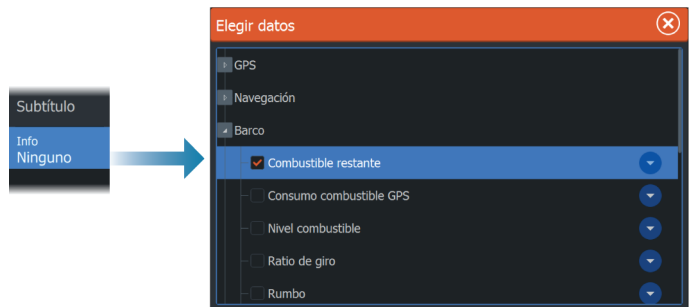 Subtítulo
Info
Ninguno
Elegir datos
GPS
Navegación
Barco
Combustible restante
Consumo combustible GPS
Nivel combustible
Ratio de giro
Rumbo